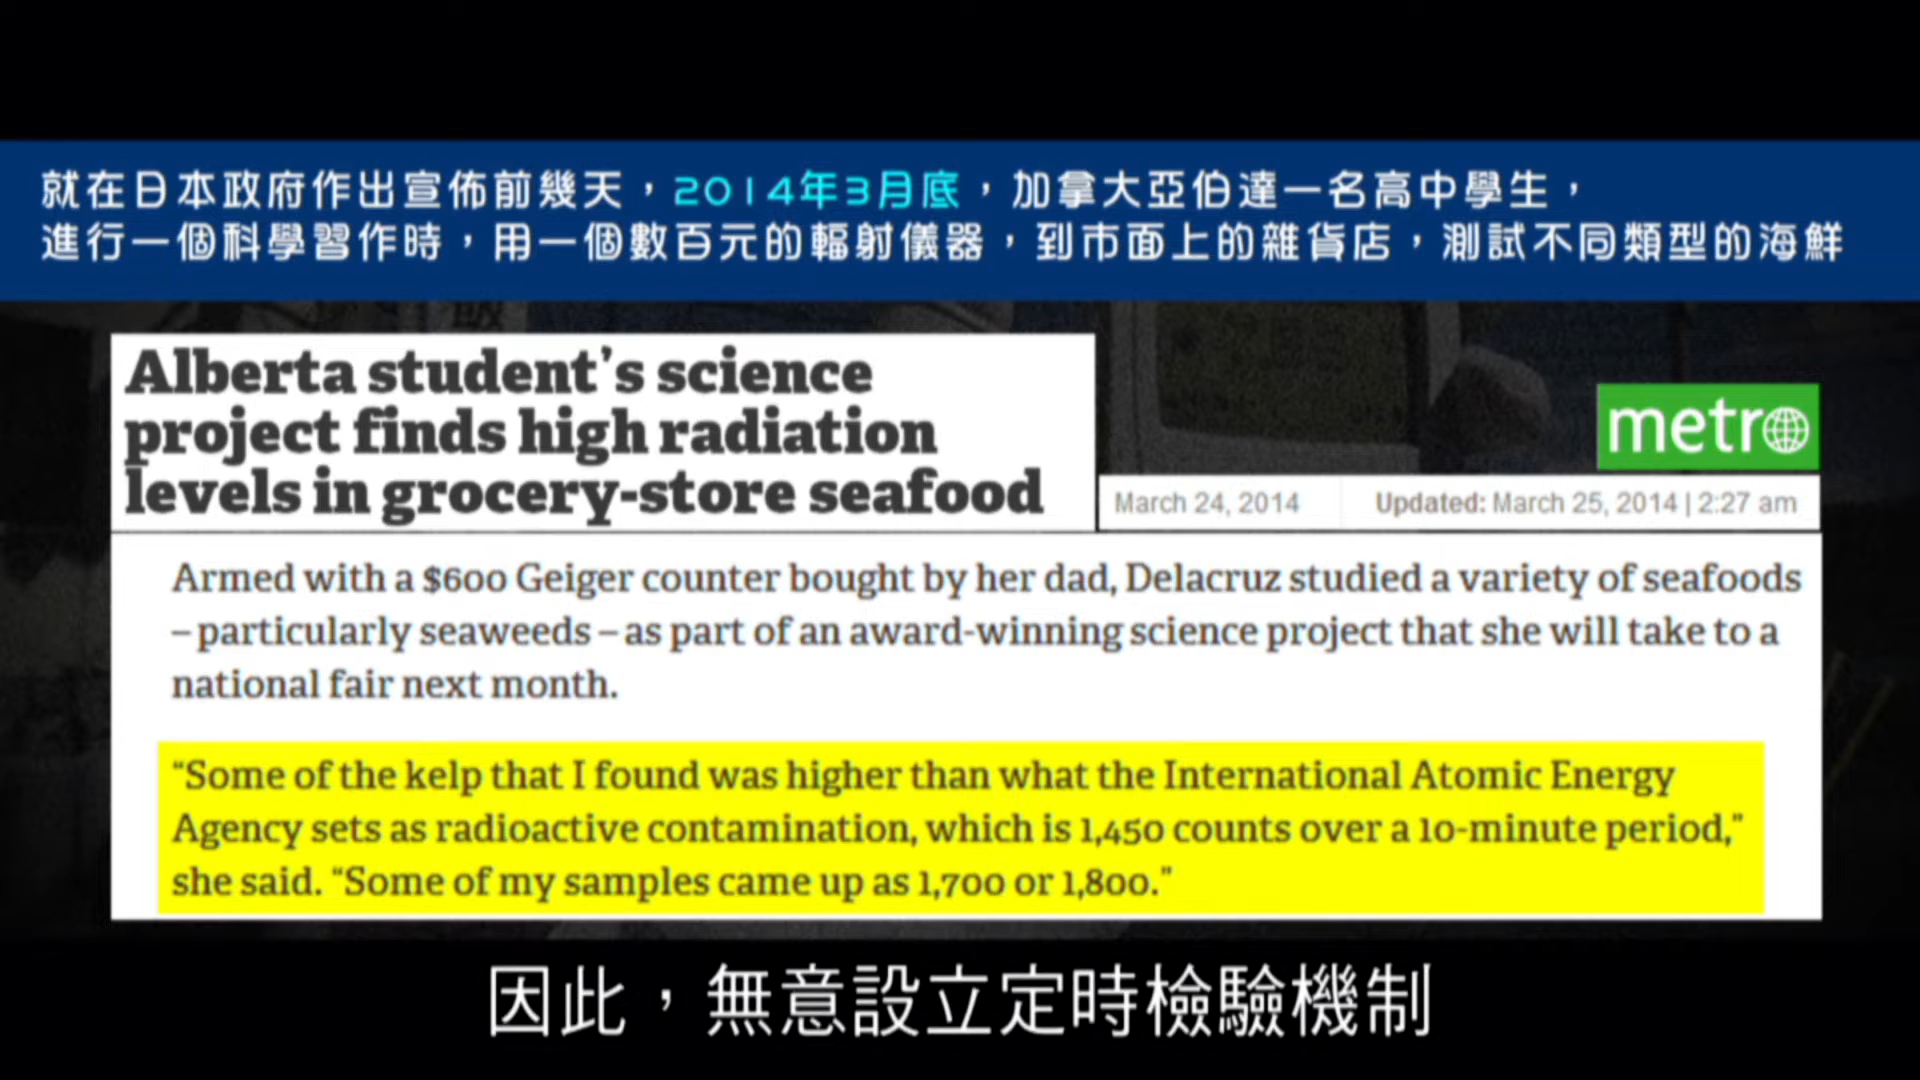 就在日本政府作出宣佈前幾天，2014年3月底，加拿大亞伯達一名高中學生，
進行一個科學習作時，用一個數百元的輻射儀器，到市面上的雜貨店，測試不同類型的海鮮
Alberta student’s science
project finds high radiation
levels in grocery-store seafood
metro
March 24, 2014 Updated: March 25, 2014 | 2:27 am
Armed with a $600 Geiger counter bought by her dad, Delacruz studied a variety of seafoods
– particularly seaweeds – as part of an award-winning science project that she will take to a
national fair next month.
“Some of the kelp that I found was higher than what the International Atomic Energy
Agency sets as radioactive contamination, which is 1,450 counts over a 10-minute period,”
she said. “Some of my samples came up as 1,700 or 1,800.”
因此，無意設立定時檢驗機制